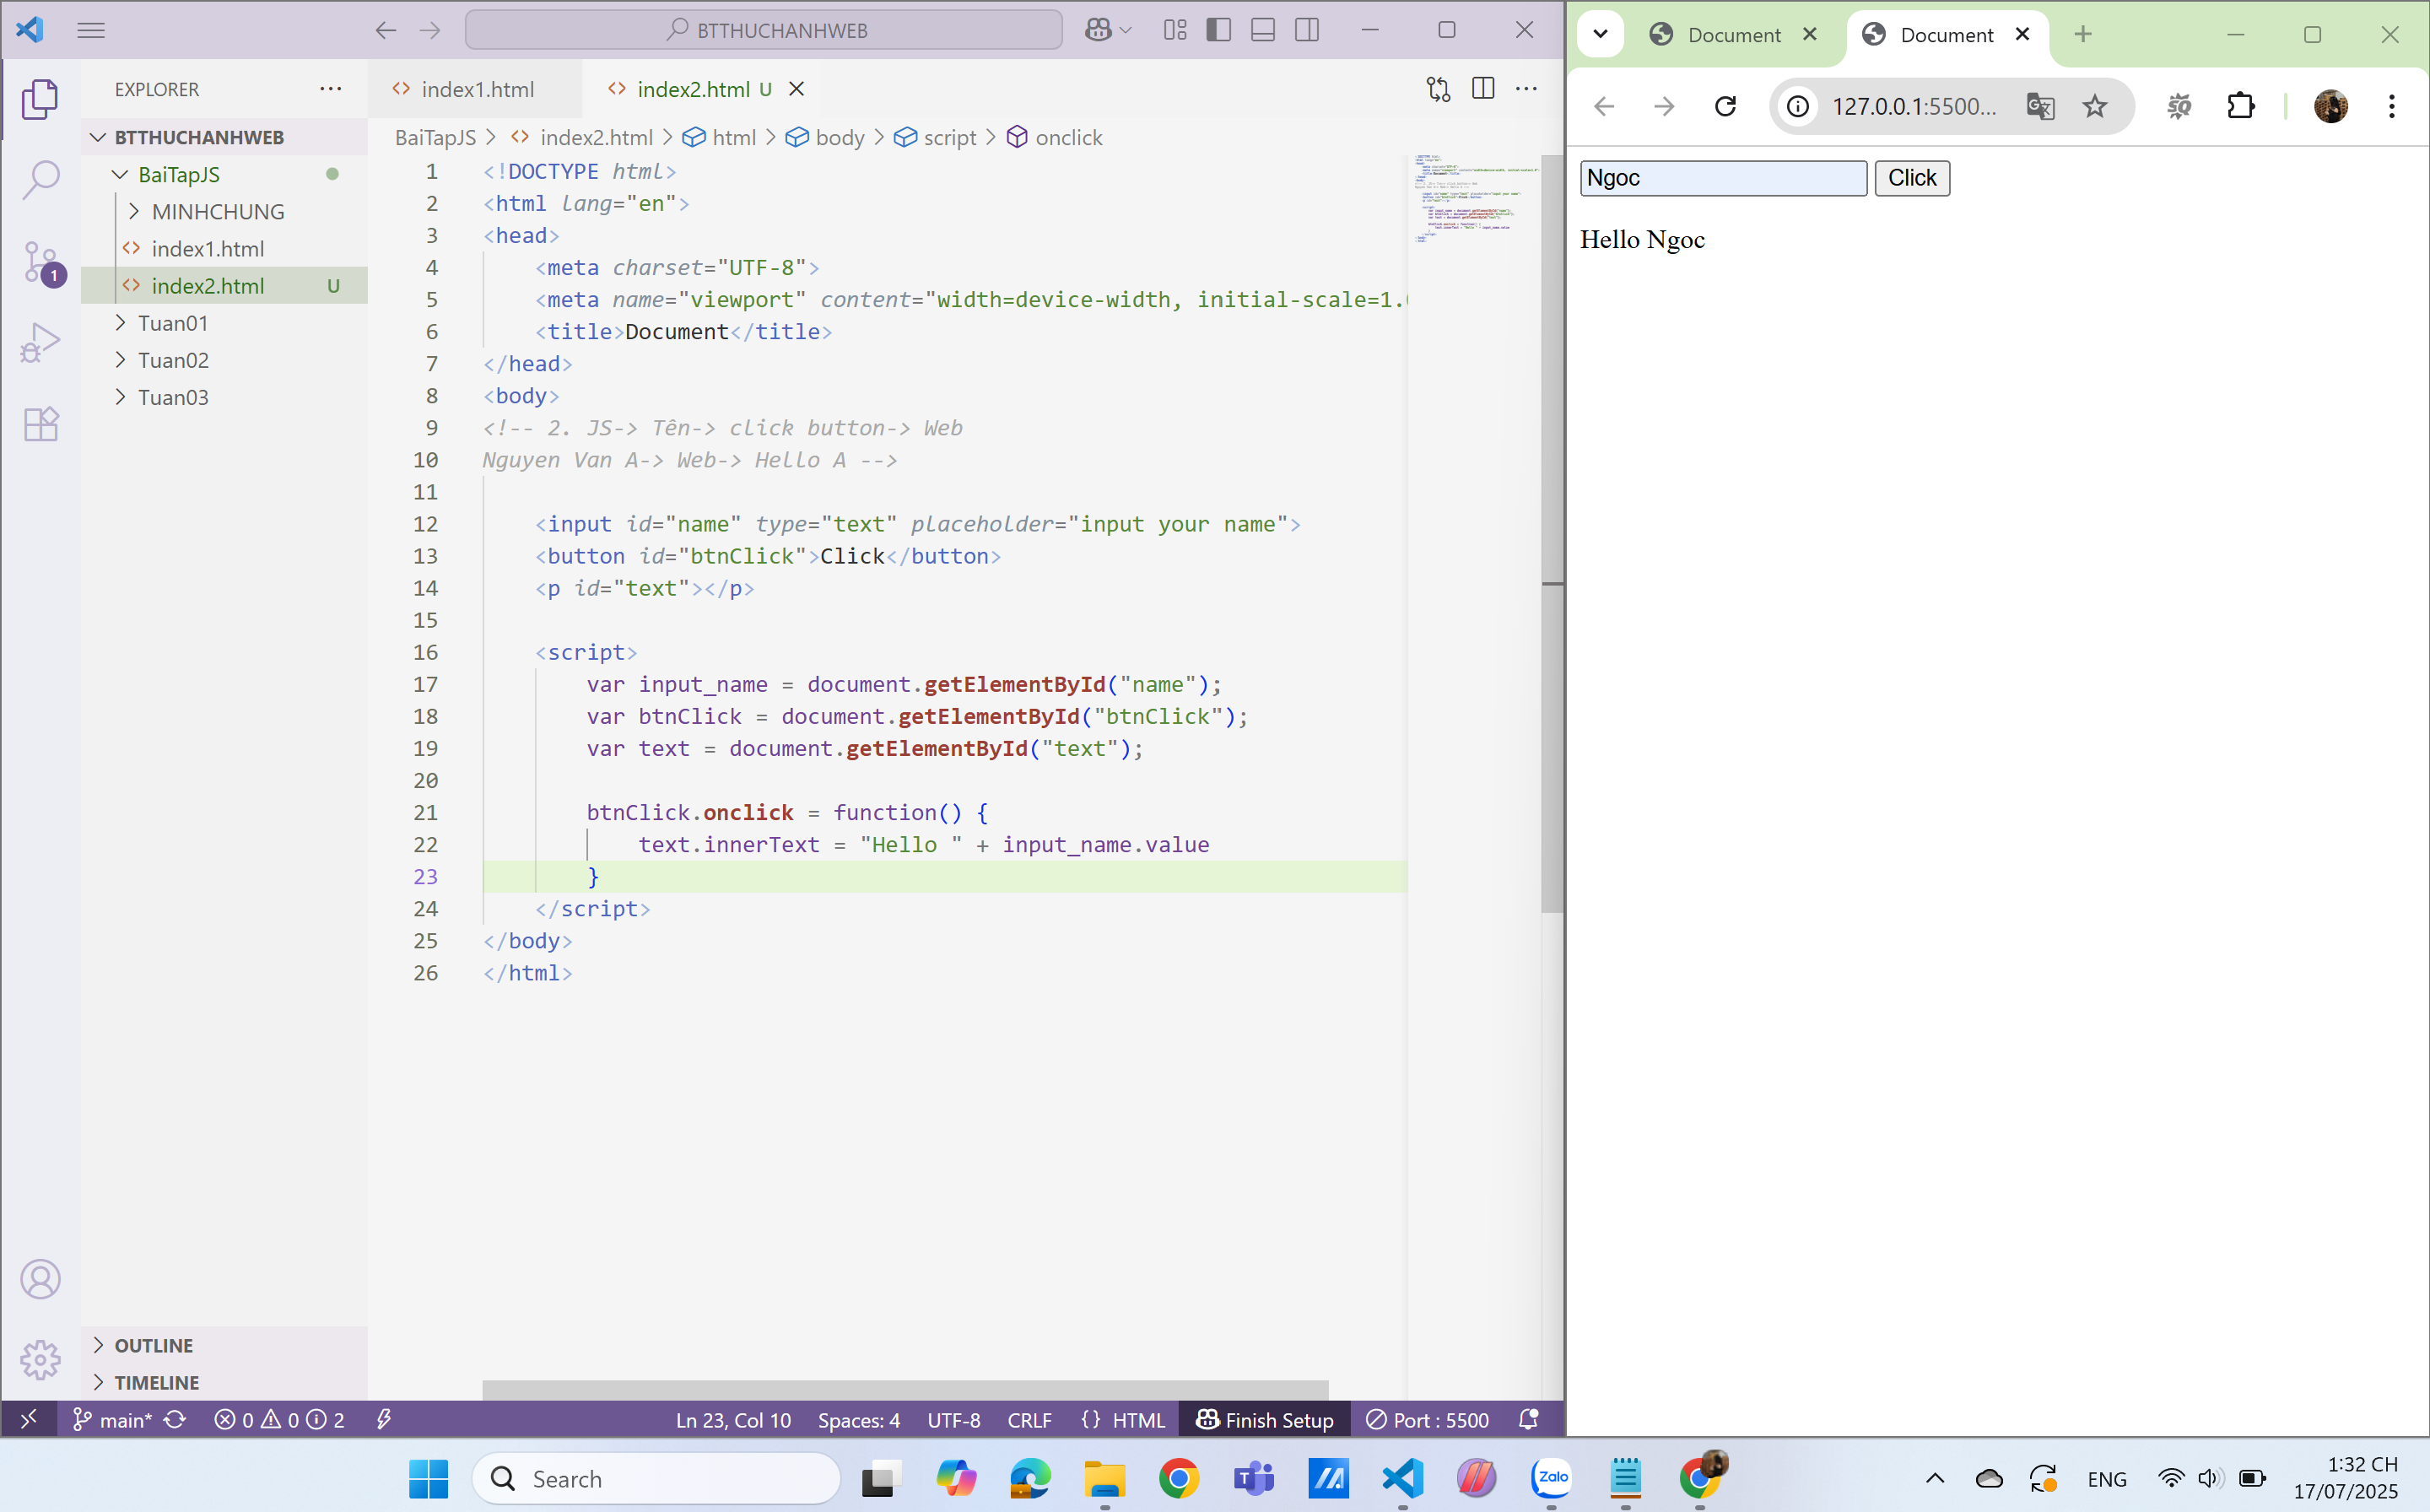 BTTHUCHANHWEB
EXPLORER
BTTHUCHANHWEB
BaiTapJS
MINHCHUNG
index1.html
index2.html U
Tuan01
Tuan02
Tuan03
OUTLINE
TIMELINE
1
index1.html
index2.html U
BaiTapJS > index2.html > html > body > script > onclick
1 <!DOCTYPE html>
2 <html lang="en">
3 <head>
4 <meta charset="UTF-8">
5 <meta name="viewport" content="width=device-width, initial-scale=1.
6 <title>Document</title>
7 </head>
8 <body>
9 <!-- 2. JS-> Tên-> click button-> Web
10 Nguyen Van A-> Web-> Hello A -->
11
12 <input id="name" type="text" placeholder="input your name">
13 <button id="btnClick">Click</button>
14 <p id="text"></p>
15
16 <script>
17 var input_name = document.getElementById("name");
18 var btnClick = document.getElementById("btnClick");
19 var text = document.getElementById("text");
20
21 btnClick.onclick = function() {
22 text.innerText = "Hello " + input_name.value
23 }
24 </script>
25 </body>
26 </html>
main* 0 0 2
Ln 23, Col 10 Spaces: 4 UTF-8 CRLF {} HTML Finish Setup Port : 5500
Document Document
127.0.0.1:5500...
Ngoc Click
Hello Ngoc
Search
Zalo
ENG
1:32 CH
17/07/2025